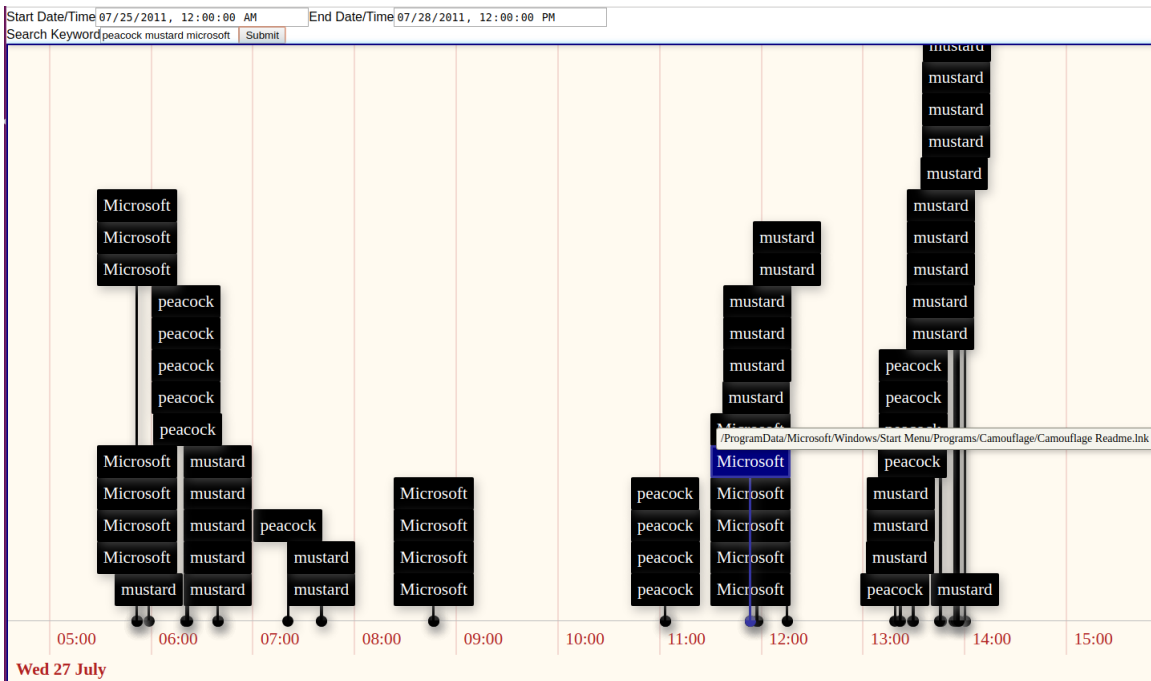 Start Date/Time 07/25/2011, 12:00:00 AM End Date/Time 07/28/2011, 12:00:00 PM
Search Keyword peacock mustard microsoft Submit
mustard
mustard
mustard
mustard
mustard
Microsoft mustard
Microsoft mustard mustard
Microsoft mustard mustard
peacock mustard mustard
peacock mustard mustard
peacock mustard peacock
peacock mustard peacock
peacock
/ProgramData/Microsoft/Windows/Start Menu/Programs/Camouflage/Camouflage Readme.lnk
Microsoft mustard Microsoft peacock
Microsoft mustard Microsoft peacock Microsoft mustard
Microsoft mustard peacock Microsoft peacock Microsoft mustard
Microsoft mustard mustard Microsoft peacock Microsoft mustard
mustard mustard mustard Microsoft peacock Microsoft peacock mustard
05:00 06:00 07:00 08:00 09:00 10:00 11:00 12:00 13:00 14:00 15:00
Wed 27 July